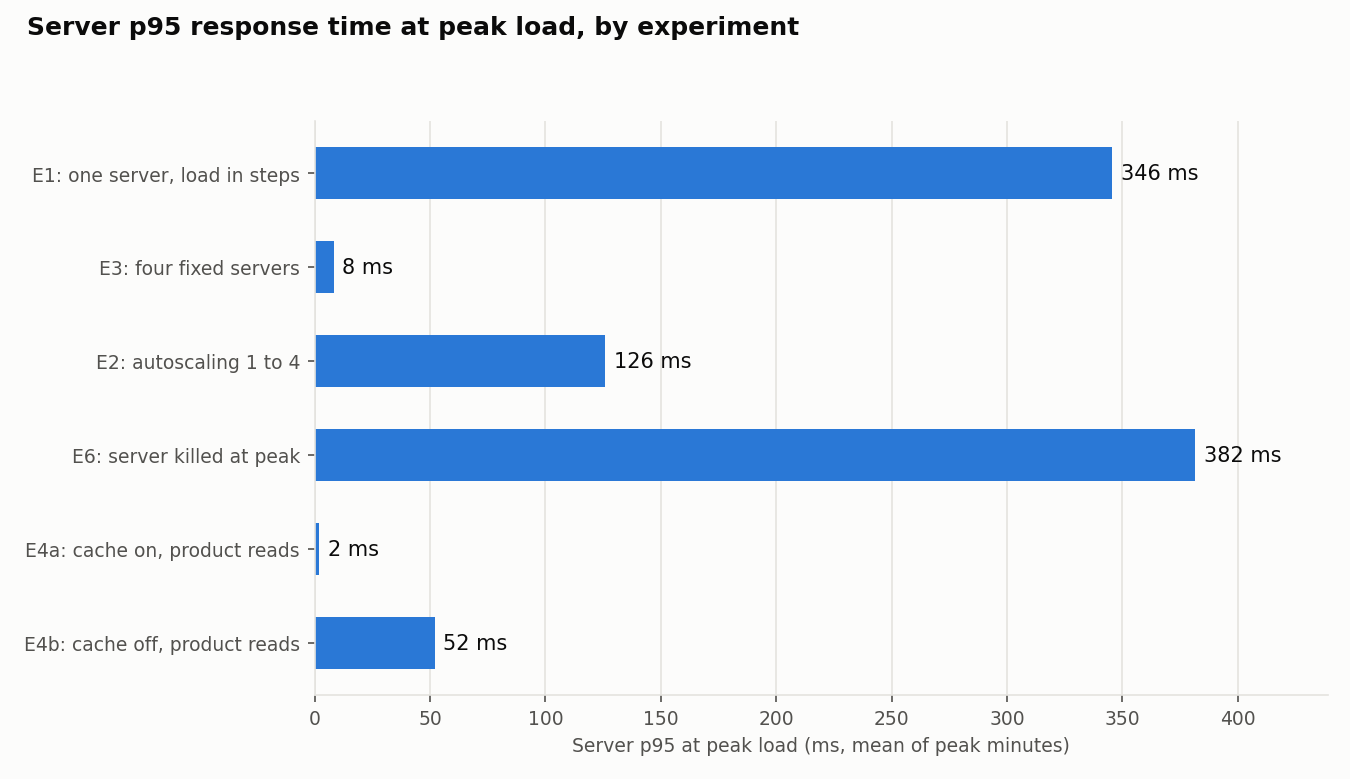 Server p95 response time at peak load, by experiment
E1: one server, load in steps
346 ms
E3: four fixed servers
8 ms
E2: autoscaling 1 to 4
126 ms
E6: server killed at peak
382 ms
E4a: cache on, product reads
2 ms
E4b: cache off, product reads
52 ms
0 50 100 150 200 250 300 350 400
Server p95 at peak load (ms, mean of peak minutes)